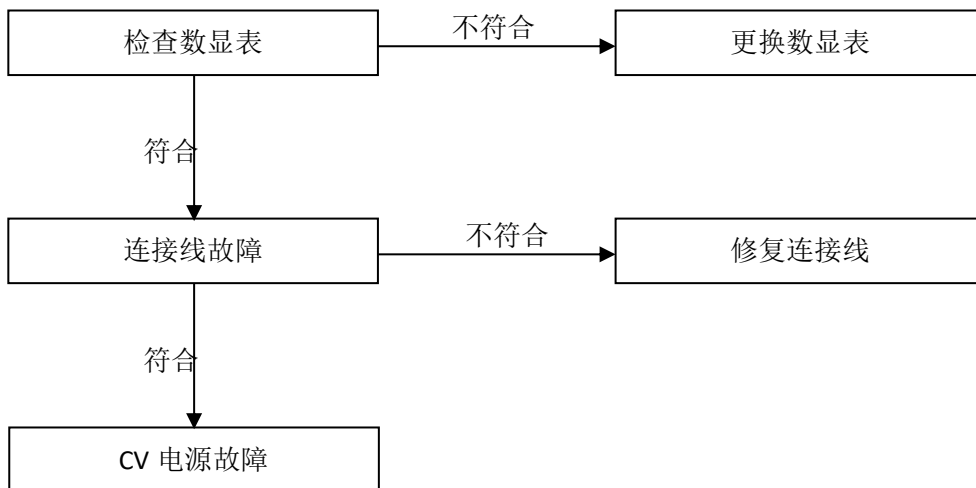 检查数显表
不符合
更换数显表
符合
连接线故障
不符合
修复连接线
符合
CV 电源故障